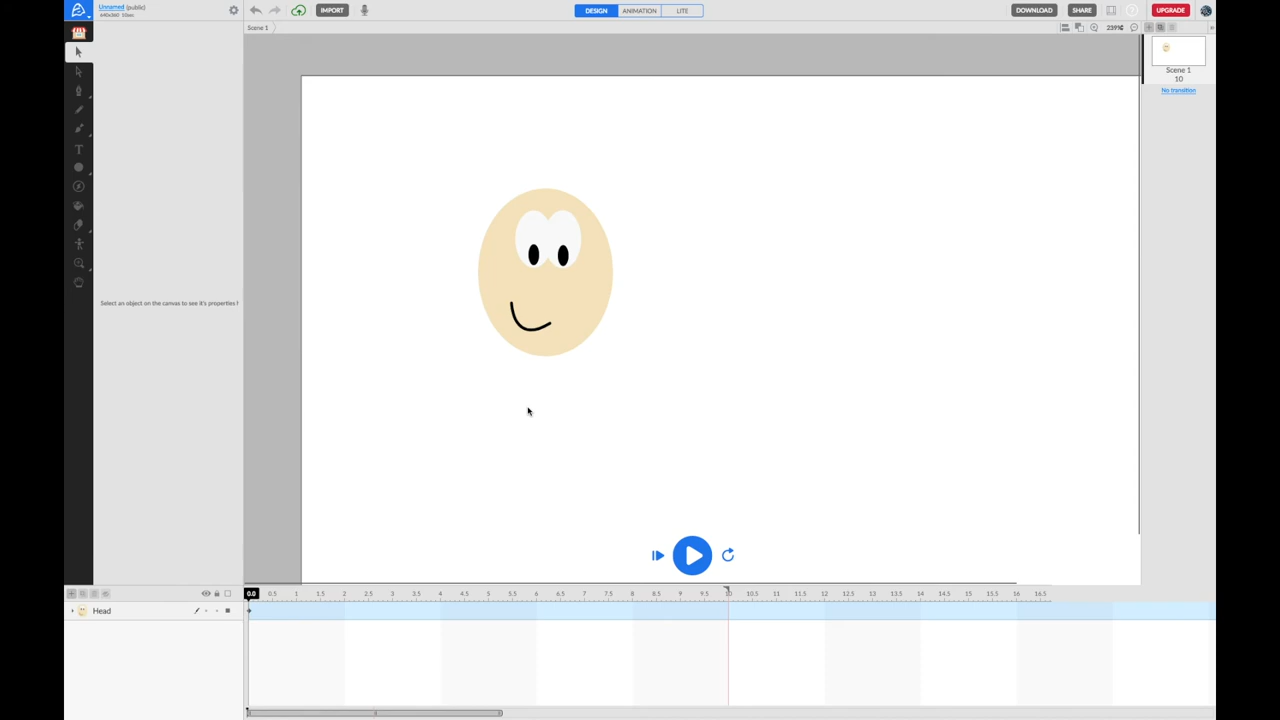 Unnamed (public)
640x360 10sec
IMPORT
DESIGN
ANIMATION
LITE
DOWNLOAD
SHARE
UPGRADE
Scene 1
239%
Scene 1
10
No transition
Select an object on the canvas to see it's properties!
0.0 0.5 1 1.5 2 2.5 3 3.5 4 4.5 5 5.5 6 6.5 7 7.5 8 8.5 9 9.5 10 10.5 11 11.5 12 12.5 13 13.5 14 14.5 15 15.5 16 16.5
Head